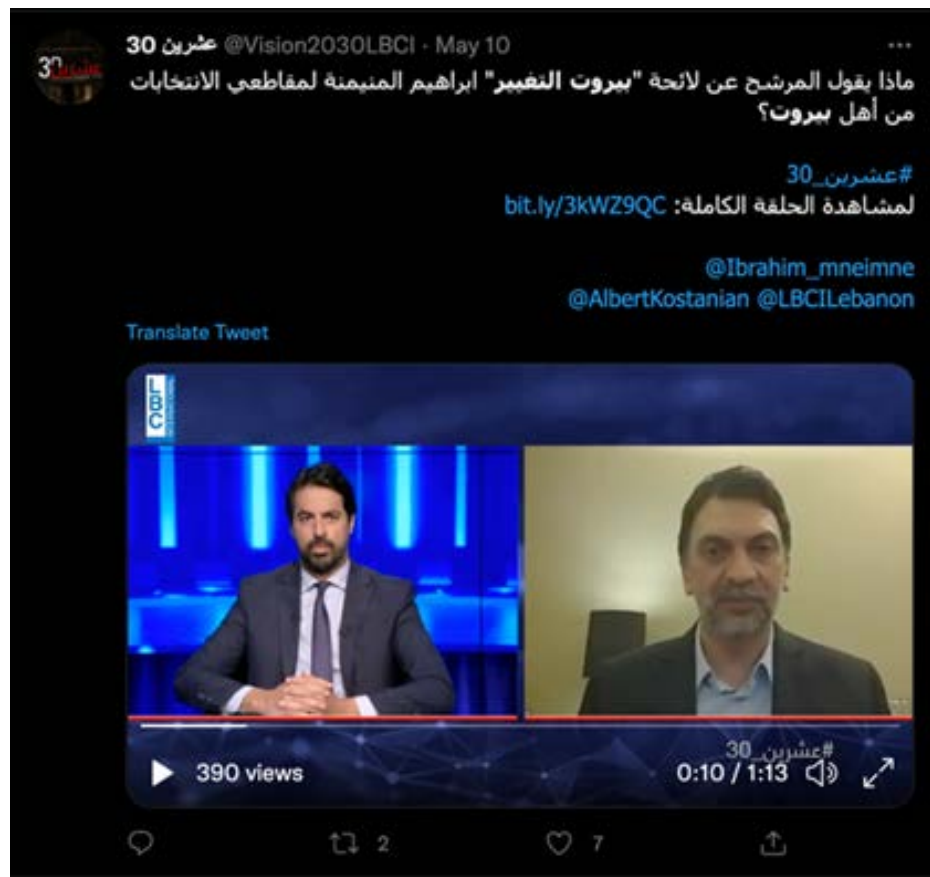 عشرين 30 @Vision2030LBCI · May 10
ماذا يقول المرشح عن لائحة "بيروت التغيير" ابراهيم المنيمنة لمقاطعي الانتخابات
من أهل بيروت؟
#عشرين_30
لمشاهدة الحلقة الكاملة: bit.ly/3kWZ9QC
@Ibrahim_mneimne
@AlbertKostanian @LBCILebanon
Translate Tweet
LBCI
#عشرين_30
390 views
0:10 / 1:13
2
7